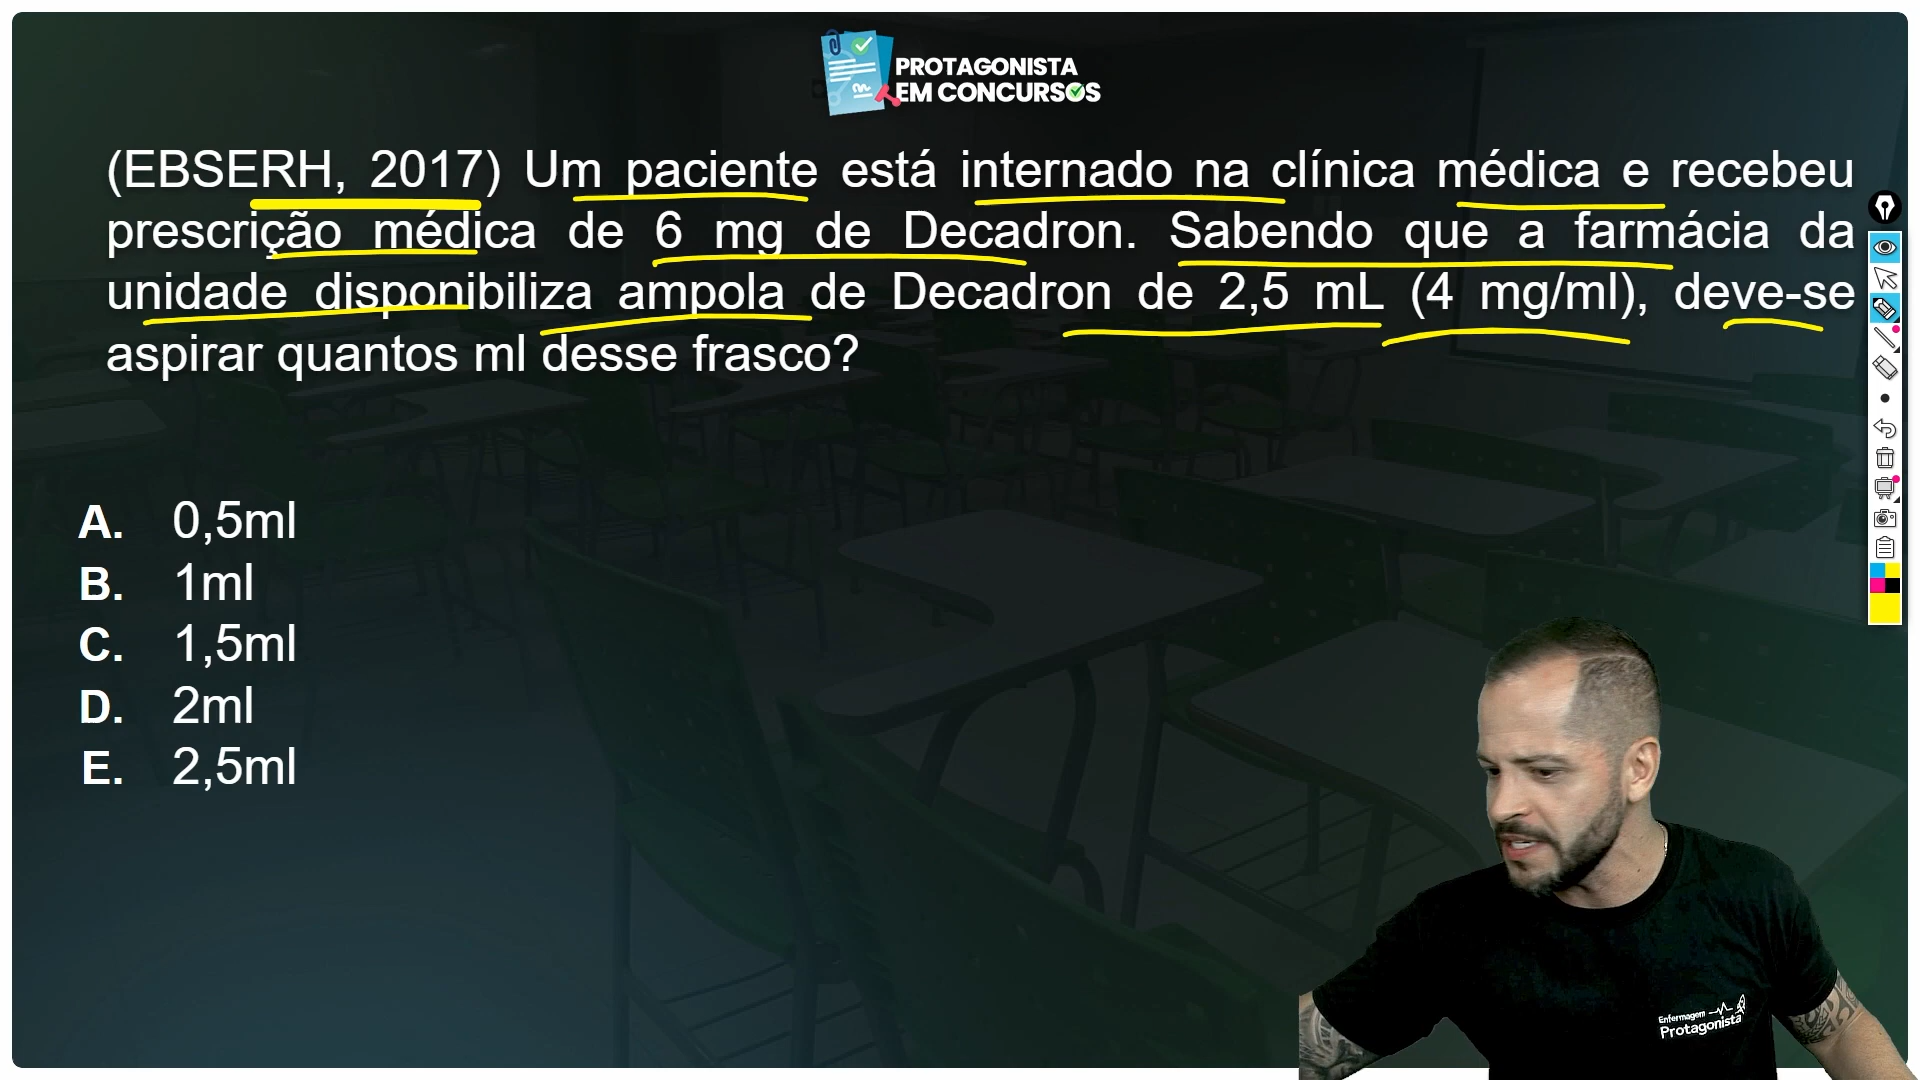 PROTAGONISTA
EM CONCURSOS
(EBSERH, 2017) Um paciente está internado na clínica médica e recebeu
prescrição médica de 6 mg de Decadron. Sabendo que a farmácia da
unidade disponibiliza ampola de Decadron de 2,5 mL (4 mg/ml), deve-se
aspirar quantos ml desse frasco?
A. 0,5ml
B. 1ml
C. 1,5ml
D. 2ml
E. 2,5ml
Enfermagem
Protagonista